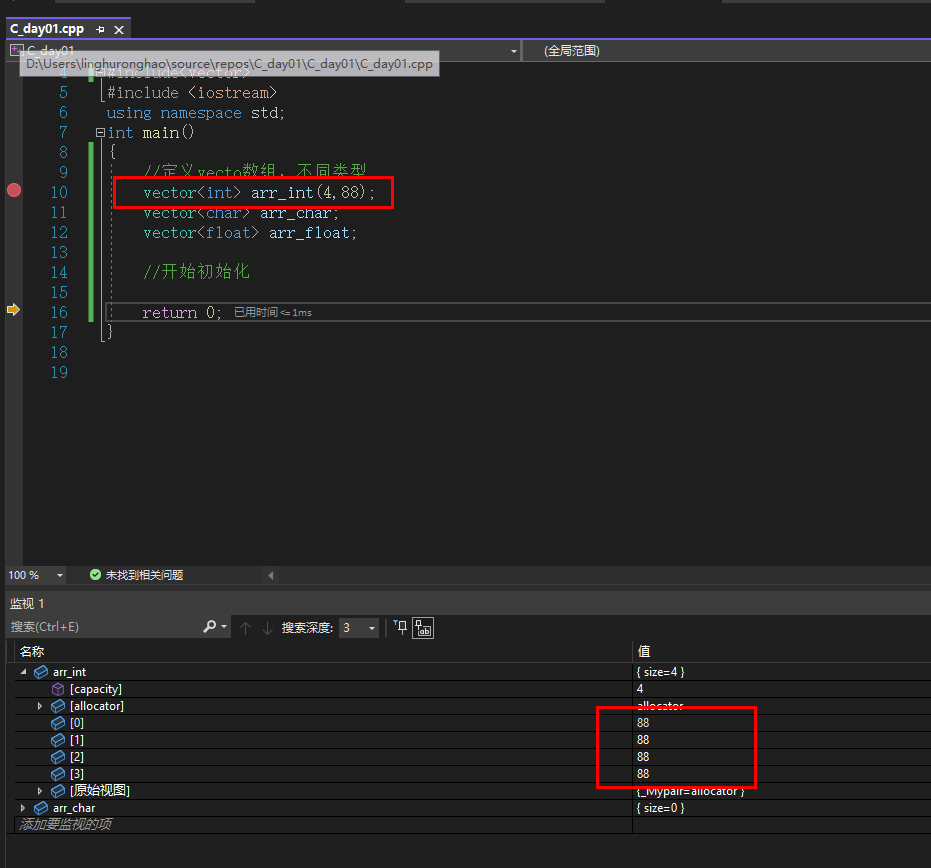 C_day01.cpp
C_day01
(全局范围)
D:\Users\linghuronghao\source\repos\C_day01\C_day01\C_day01.cpp
4 #include<vector>
5 #include <iostream>
6 using namespace std;
7 int main()
8 {
9 //定义vecto数组，不同类型
10 vector<int> arr_int(4,88);
11 vector<char> arr_char;
12 vector<float> arr_float;
13
14 //开始初始化
15
16 return 0; 已用时间<=1ms
17 }
18
19
100 % 未找到相关问题
监视 1
搜索(Ctrl+E) 搜索深度: 3
名称 值
arr_int { size=4 }
[capacity] 4
[allocator] allocator
[0] 88
[1] 88
[2] 88
[3] 88
[原始视图] {_Mypair=allocator }
arr_char { size=0 }
添加要监视的项